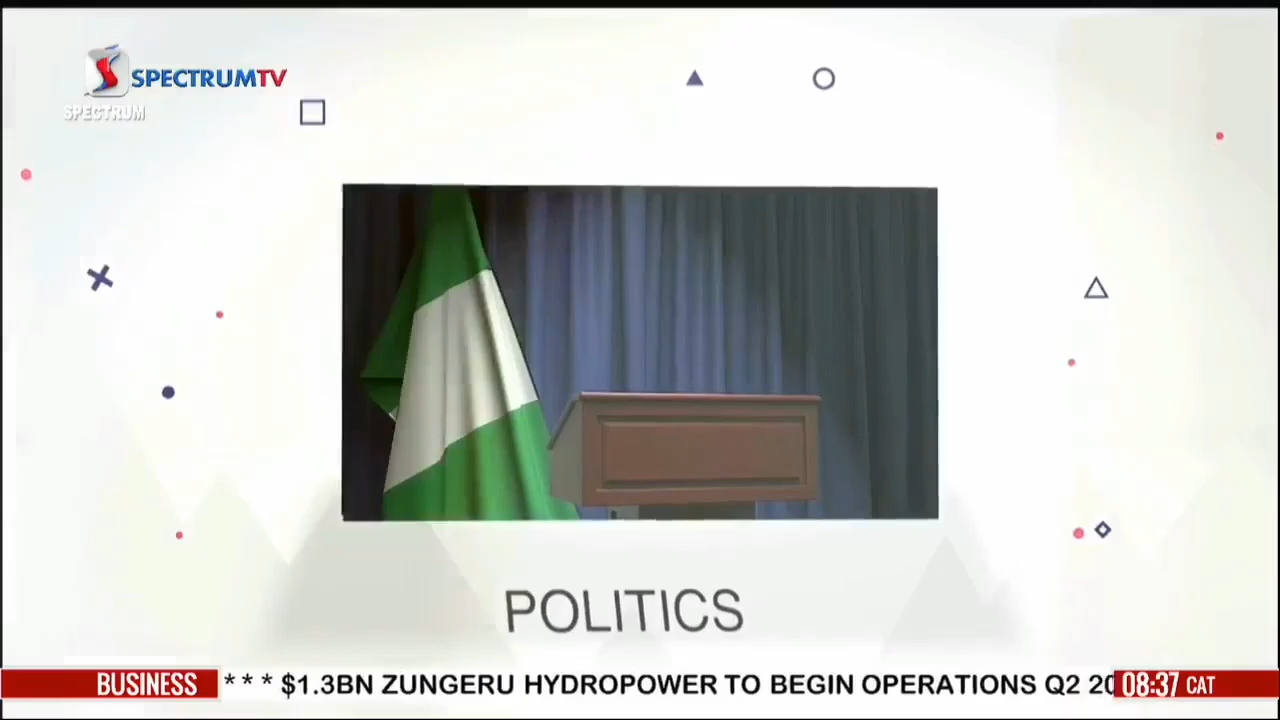 SPECTRUMTV
SPECTRUM
POLITICS
BUSINESS
* * * $1.3BN ZUNGERU HYDROPOWER TO BEGIN OPERATIONS Q2
08:37 CAT